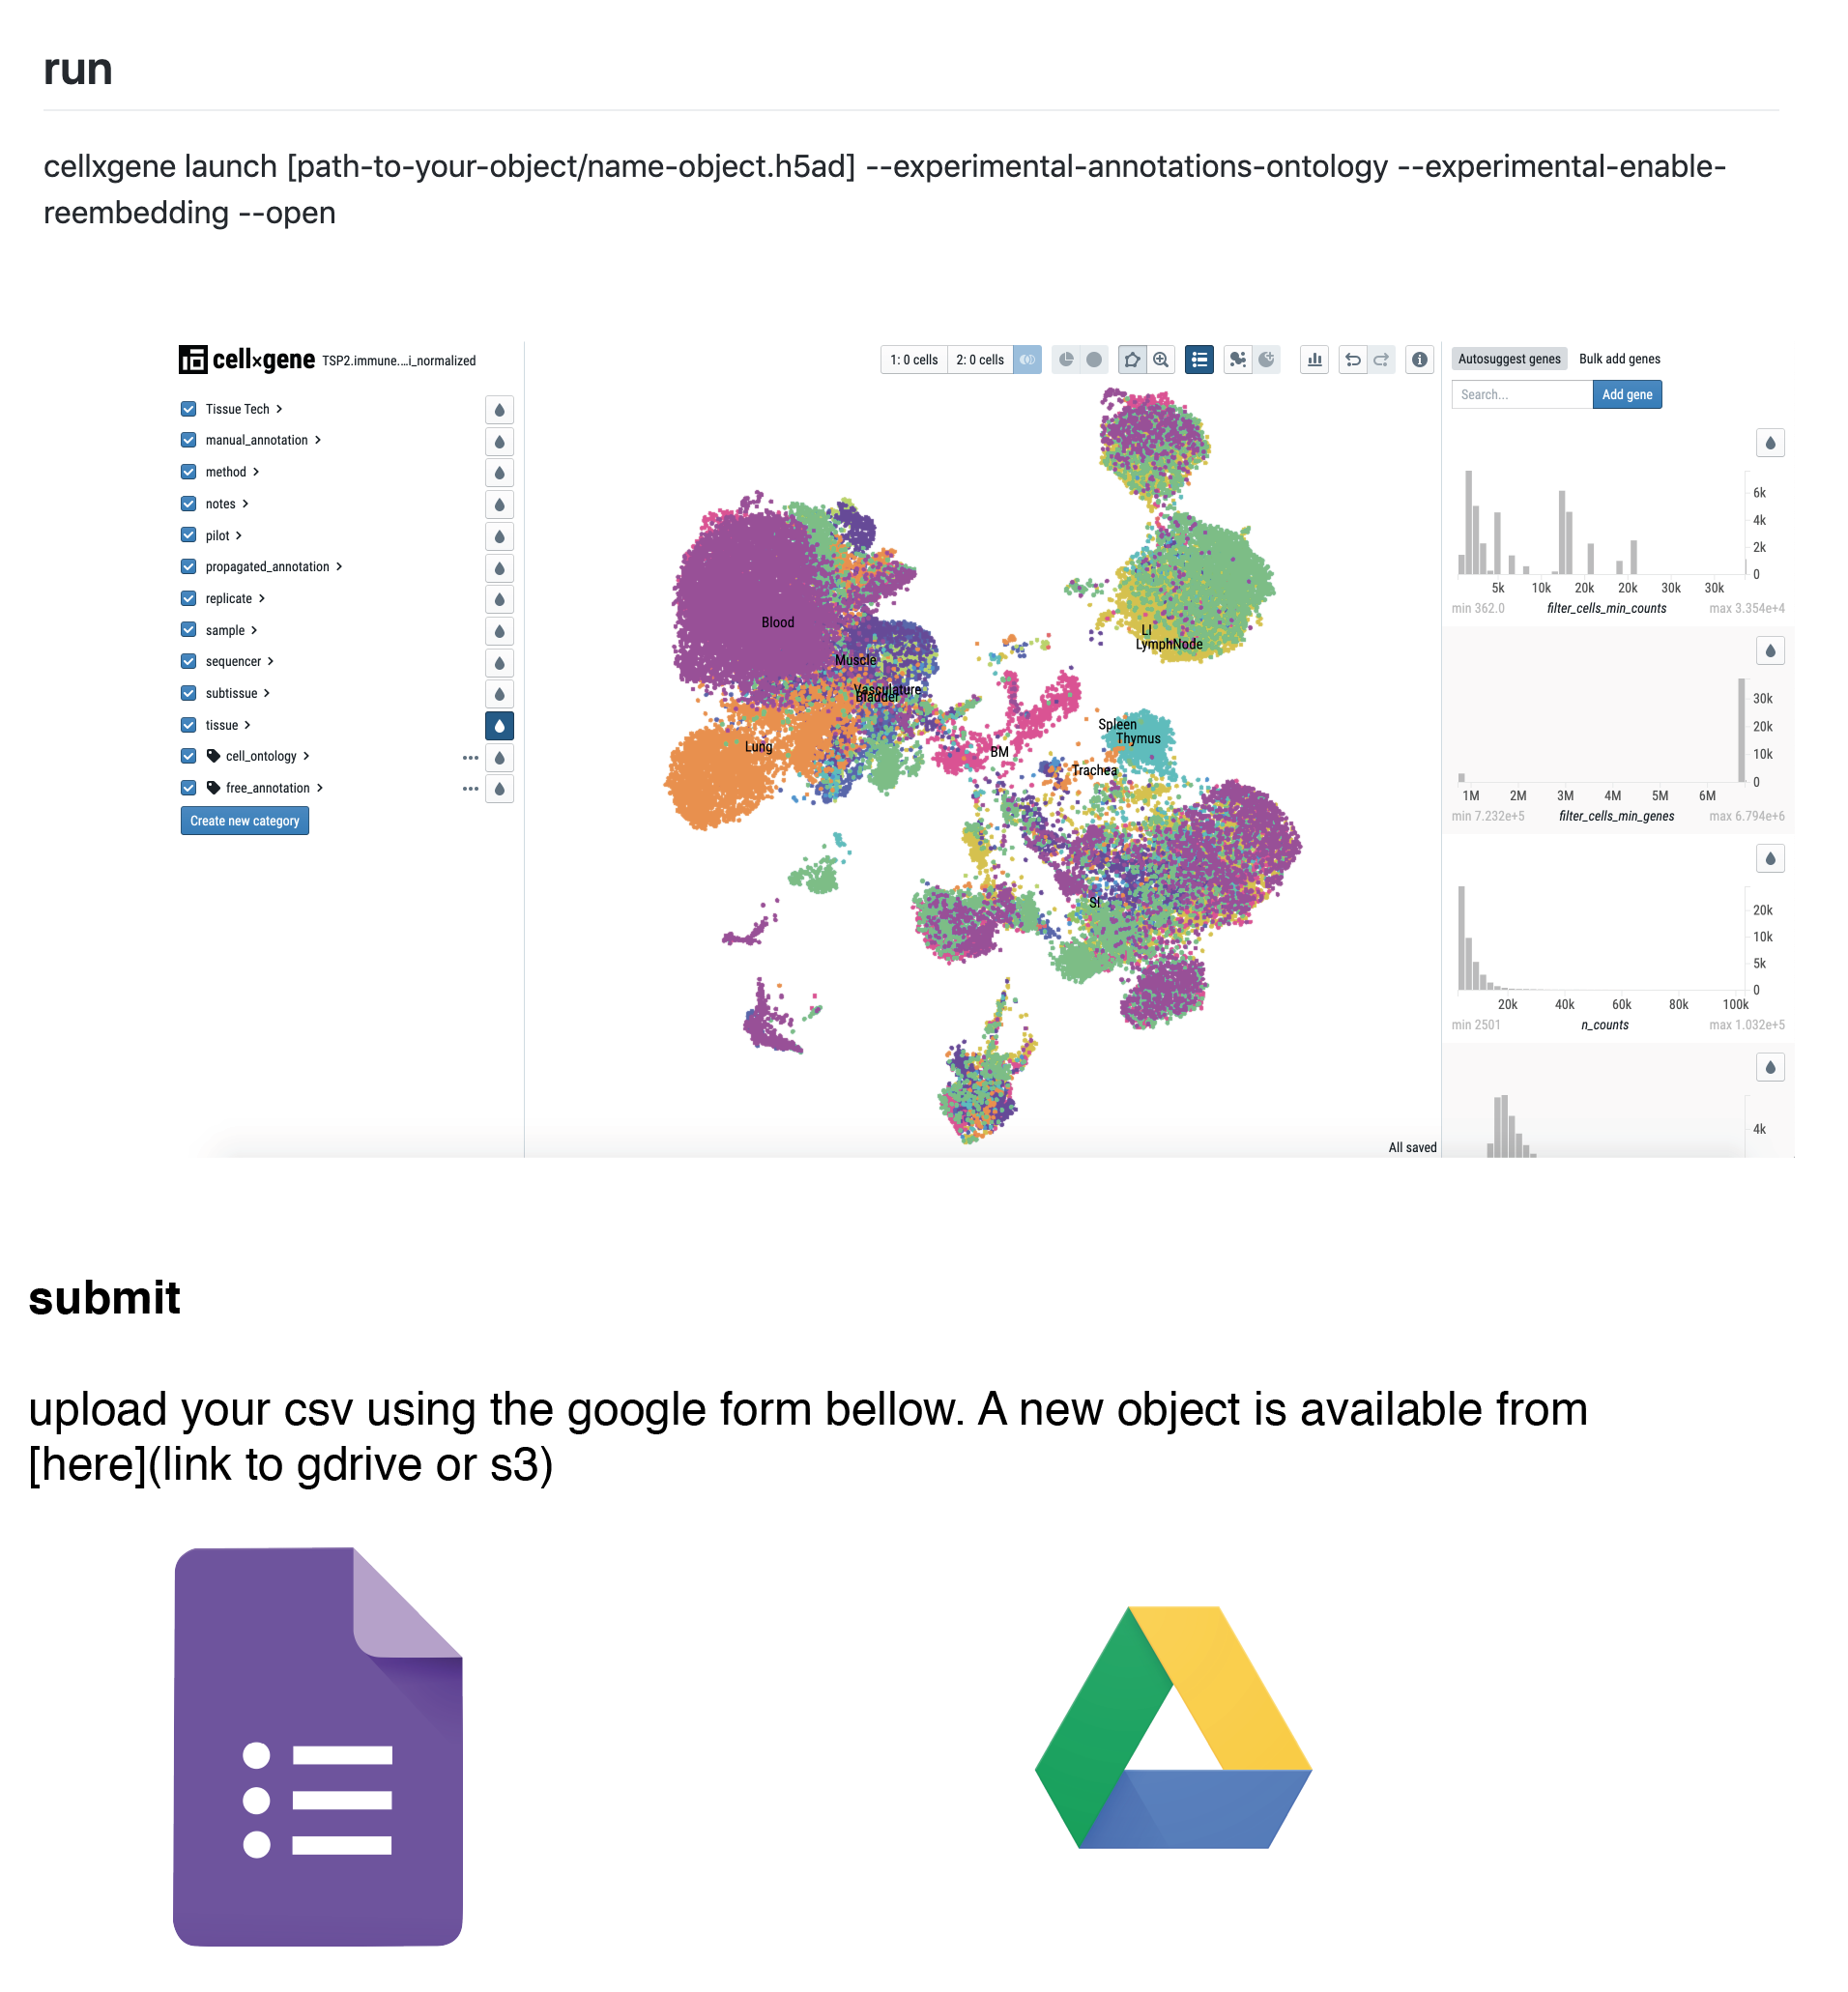 run
cellxgene launch [path-to-your-object/name-object.h5ad] --experimental-annotations-ontology --experimental-enable-
reembedding --open
cell×gene TSP2.immune....i_normalized
1: 0 cells 2: 0 cells
Autosuggest genes Bulk add genes
Search... Add gene
Tissue Tech
manual_annotation
method
notes
pilot
propagated_annotation
replicate
sample
sequencer
subtissue
tissue
cell_ontology
free_annotation
Create new category
Blood
Muscle
Vasculature
Bladder
Lung
LI
LymphNode
Spleen
Thymus
BM
Trachea
SI
All saved
6k
4k
2k
0
5k 10k 20k 20k 30k 30k
min 362.0 filter_cells_min_counts max 3.354e+4
30k
20k
10k
0
1M 2M 3M 4M 5M 6M
min 7.232e+5 filter_cells_min_genes max 6.794e+6
20k
10k
5k
0
20k 40k 60k 80k 100k
min 2501 n_counts max 1.032e+5
4k
submit
upload your csv using the google form bellow. A new object is available from
[here](link to gdrive or s3)